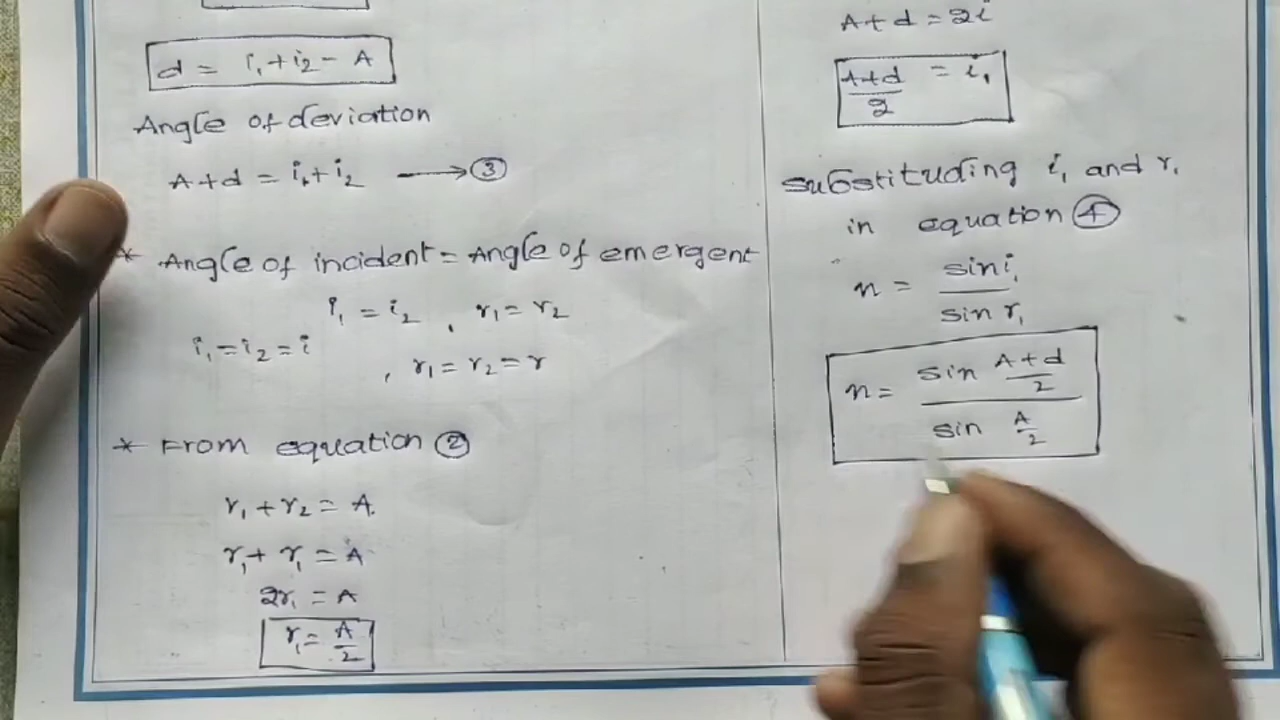 d = i₁+i₂ - A
Angle of deviation
A+d = i₁+i₂ → ③
* Angle of incident = Angle of emergent
i₁ = i₂ , r₁ = r₂
i₁ = i₂ = i , r₁ = r₂ = r
* From equation ②
r₁ + r₂ = A.
r₁ + r₁ = A
2r₁ = A
r₁ = A/2
A+d = 2i
A+d/2 = i₁
substituding i₁ and r₁
in equation ④
n = sin i₁ / sin r₁
n = sin A+d/2 / sin A/2